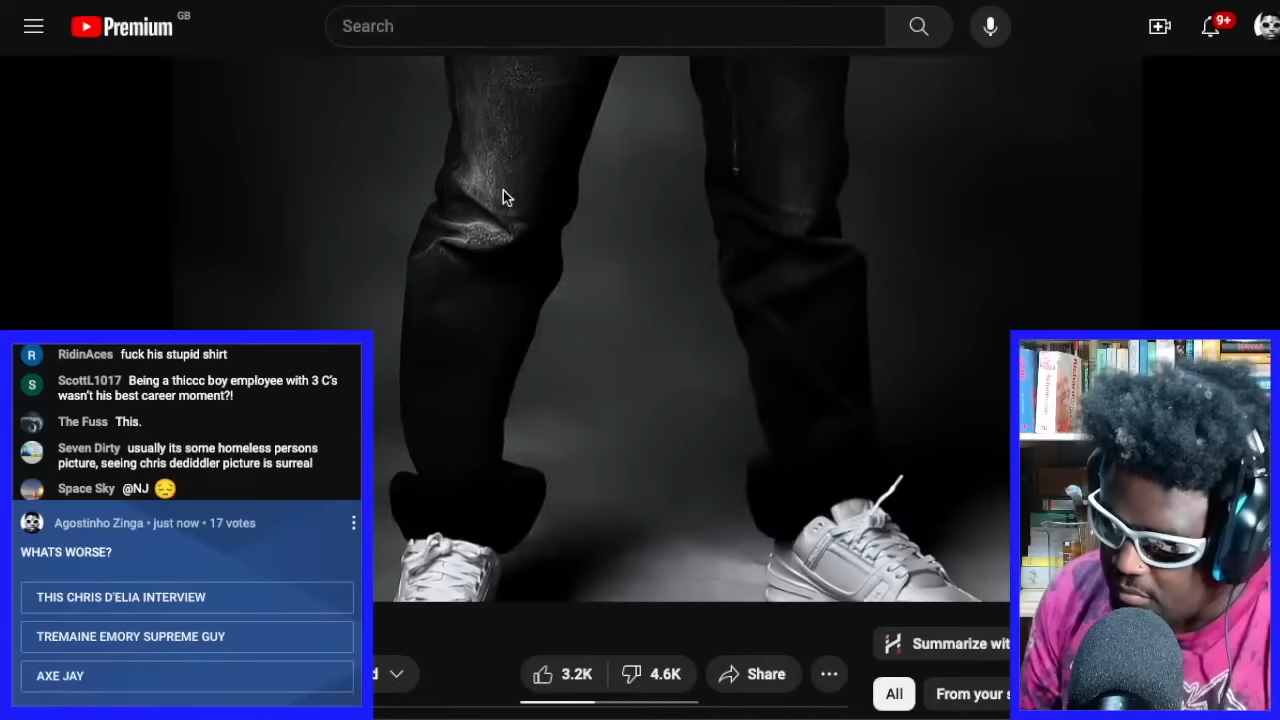 Premium GB
Search
9+
RidinAces fuck his stupid shirt
ScottL1017 Being a thiccc boy employee with 3 C's
wasn't his best career moment?!
The Fuss This.
Seven Dirty usually its some homeless persons
picture, seeing chris dediddler picture is surreal
Space Sky @NJ
Agostinho Zinga • just now • 17 votes
WHATS WORSE?
THIS CHRIS D'ELIA INTERVIEW
TREMAINE EMORY SUPREME GUY
AXE JAY
3.2K
4.6K
Share
Summarize wit
All
From your s